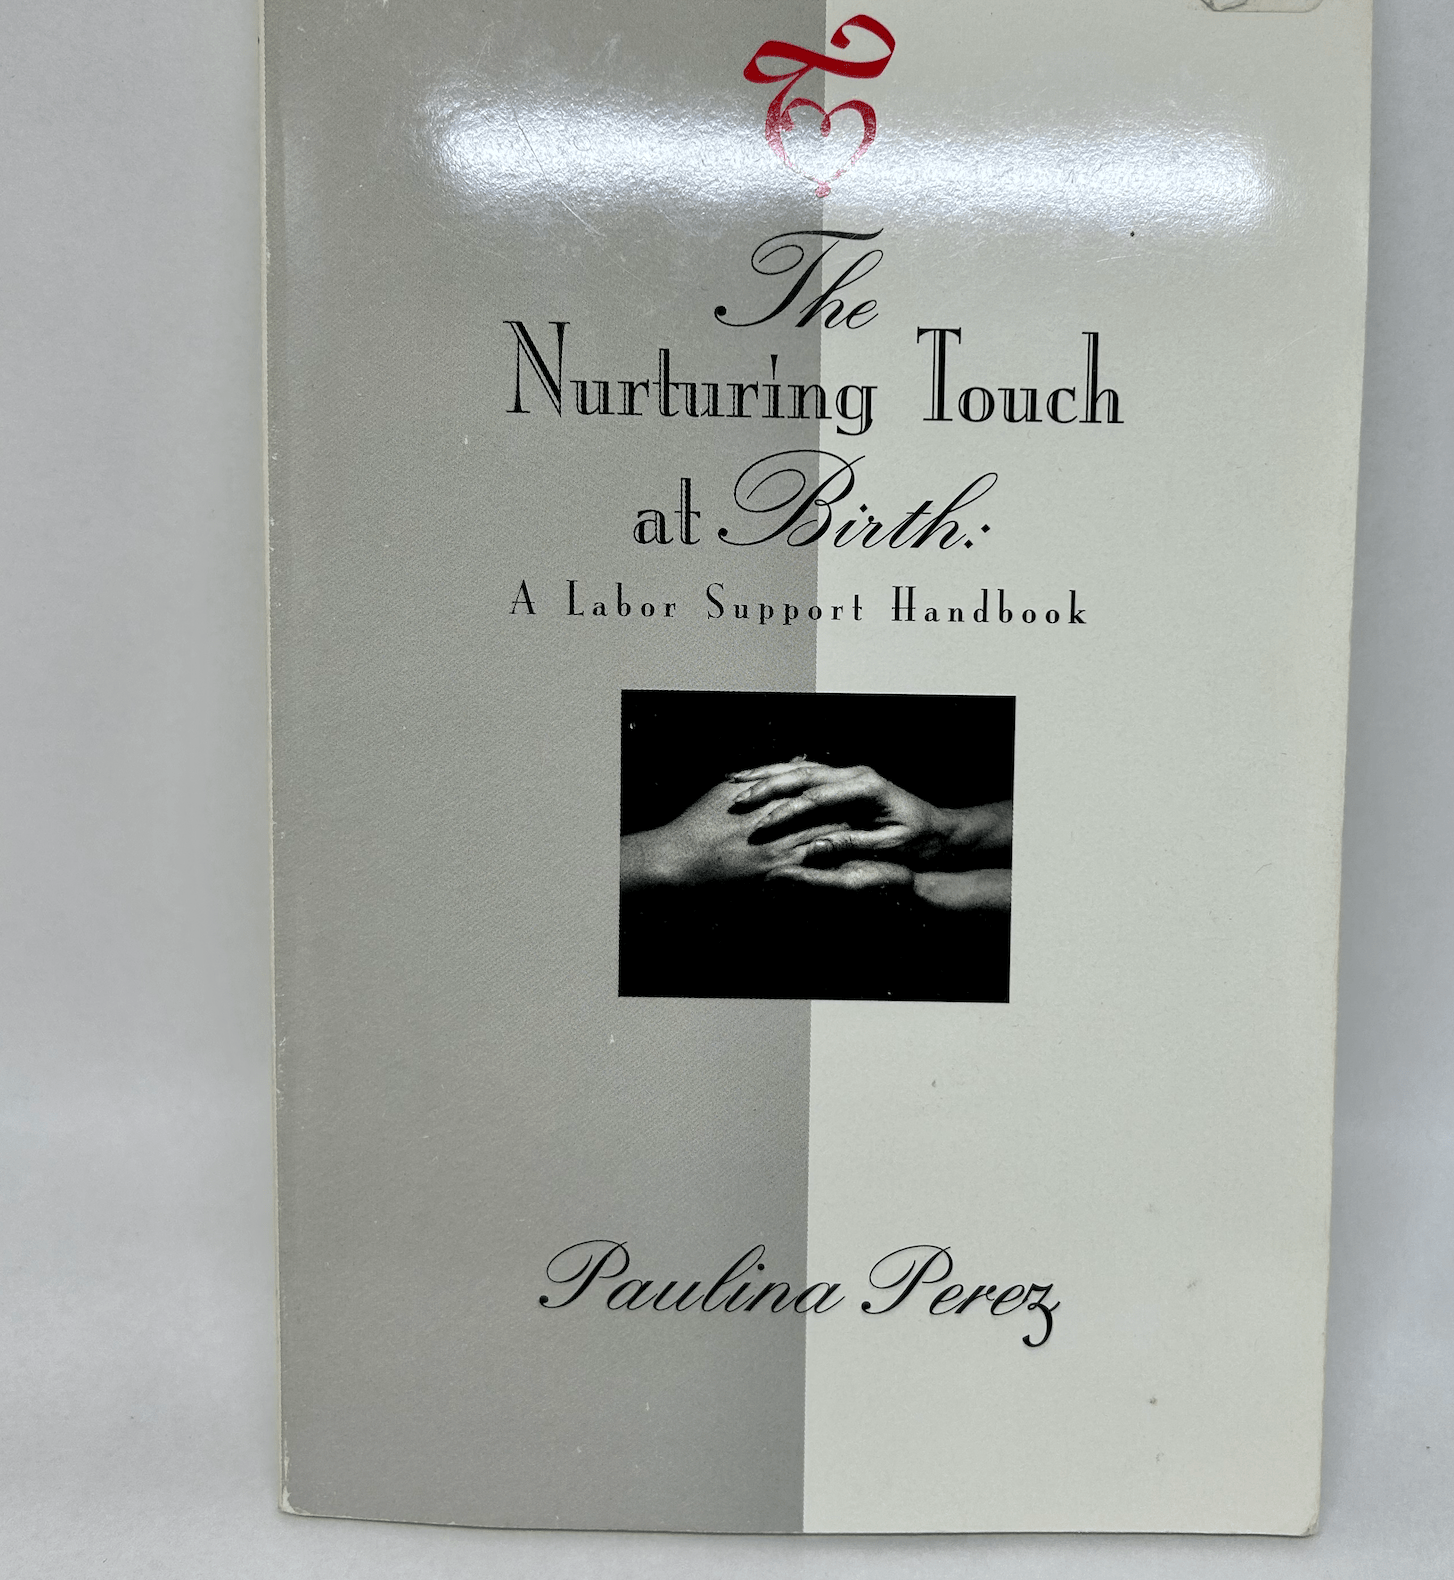 The
Nurturing Touch
at Birth:
A Labor Support Handbook
Paulina Perez